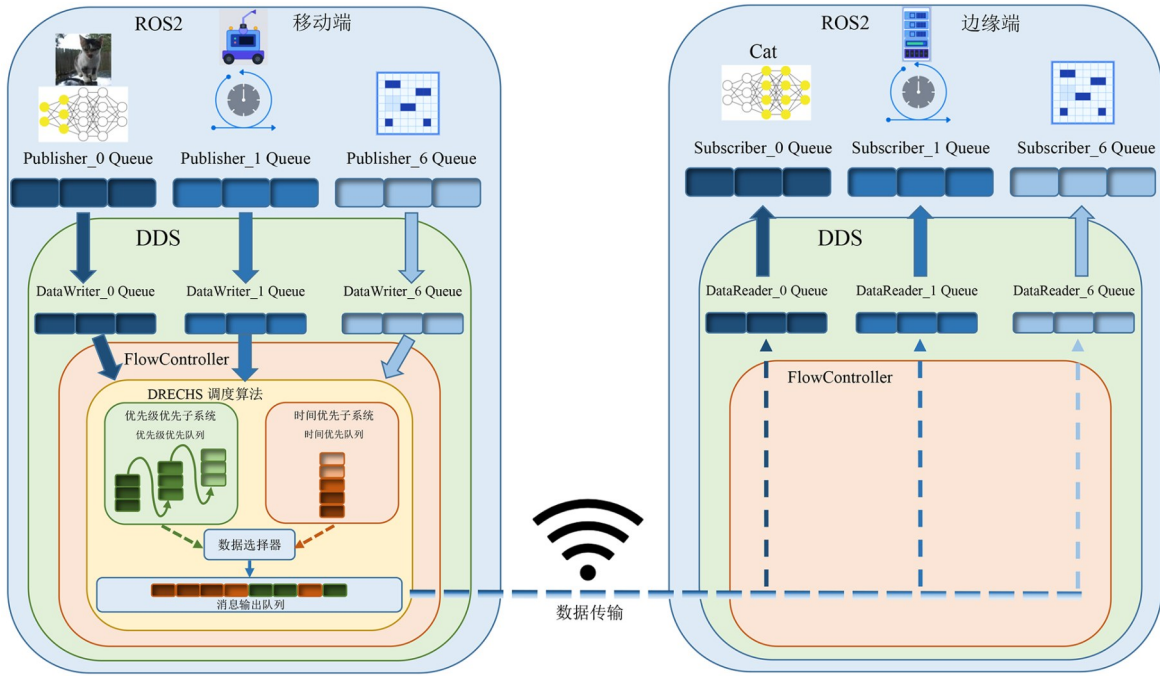 ROS2 移动端
Publisher_0 Queue
Publisher_1 Queue
Publisher_6 Queue
DDS
DataWriter_0 Queue
DataWriter_1 Queue
DataWriter_6 Queue
FlowController
DRECHS 调度算法
优先级优先子系统
优先级优先队列
时间优先子系统
时间优先队列
数据选择器
消息输出队列
数据传输
ROS2 边缘端
Cat
Subscriber_0 Queue
Subscriber_1 Queue
Subscriber_6 Queue
DDS
DataReader_0 Queue
DataReader_1 Queue
DataReader_6 Queue
FlowController